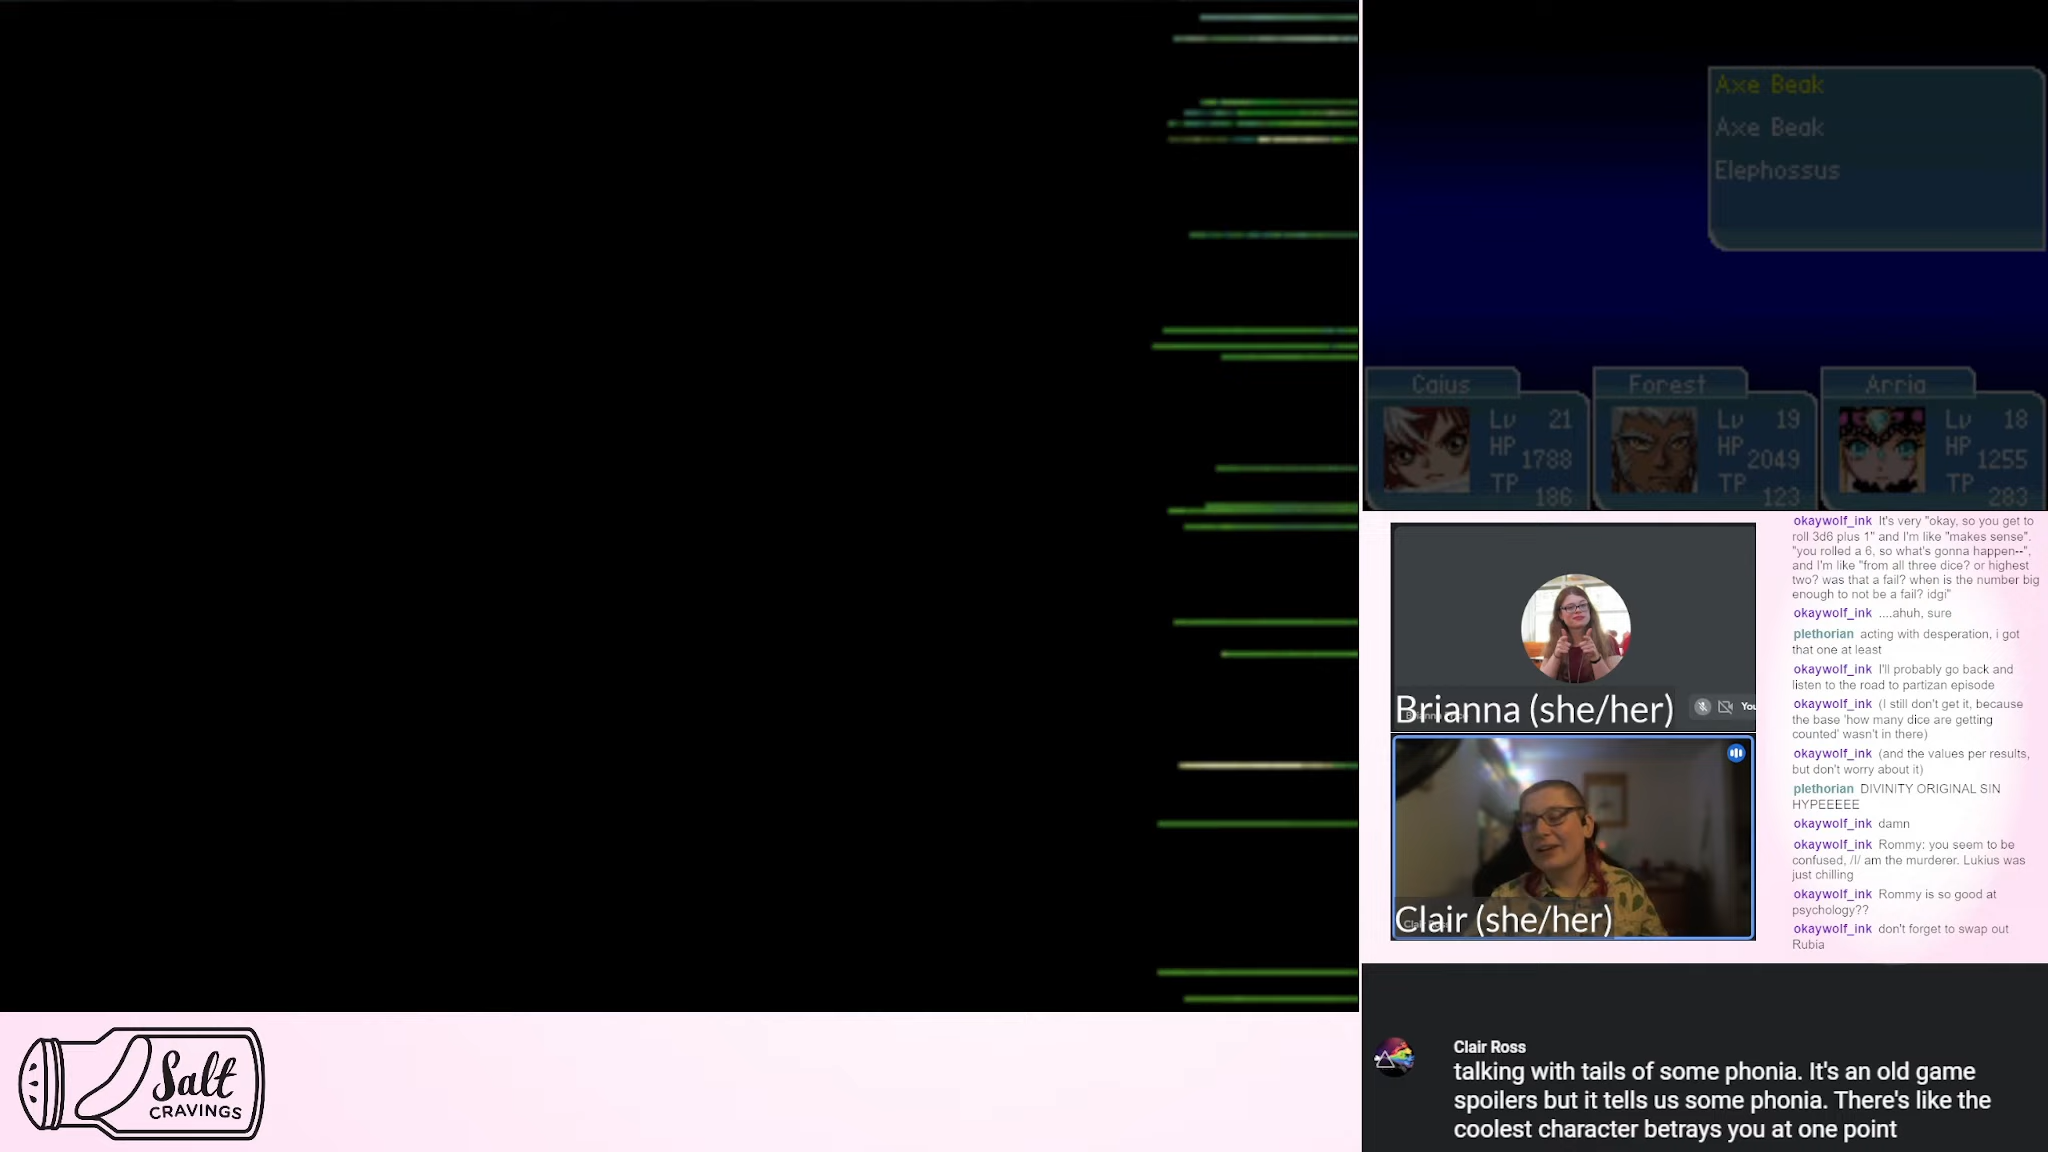 Axe Beak
Axe Beak
Elephossus
Caius
Lv 21
HP
1788
TP
186
Forest
Lv 19
HP
2049
TP
123
Arria
Lv 18
HP
1255
TP
283
Brianna (she/her)
You
Clair (she/her)
okaywolf_ink It's very "okay, so you get to
roll 3d6 plus 1" and I'm like "makes sense".
"you rolled a 6, so what's gonna happen--",
and I'm like "from all three dice? or highest
two? was that a fail? when is the number big
enough to not be a fail? idgi"
okaywolf_ink ....ahuh, sure
plethorian acting with desperation, i got
that one at least
okaywolf_ink I'll probably go back and
listen to the road to partizan episode
okaywolf_ink (I still don't get it, because
the base 'how many dice are getting
counted' wasn't in there)
okaywolf_ink (and the values per results,
but don't worry about it)
plethorian DIVINITY ORIGINAL SIN
HYPEEEEE
okaywolf_ink damn
okaywolf_ink Rommy: you seem to be
confused, /I/ am the murderer. Lukius was
just chilling
okaywolf_ink Rommy is so good at
psychology??
okaywolf_ink don't forget to swap out
Rubia
Salt
CRAVINGS
Clair Ross
talking with tails of some phonia. It's an old game
spoilers but it tells us some phonia. There's like the
coolest character betrays you at one point